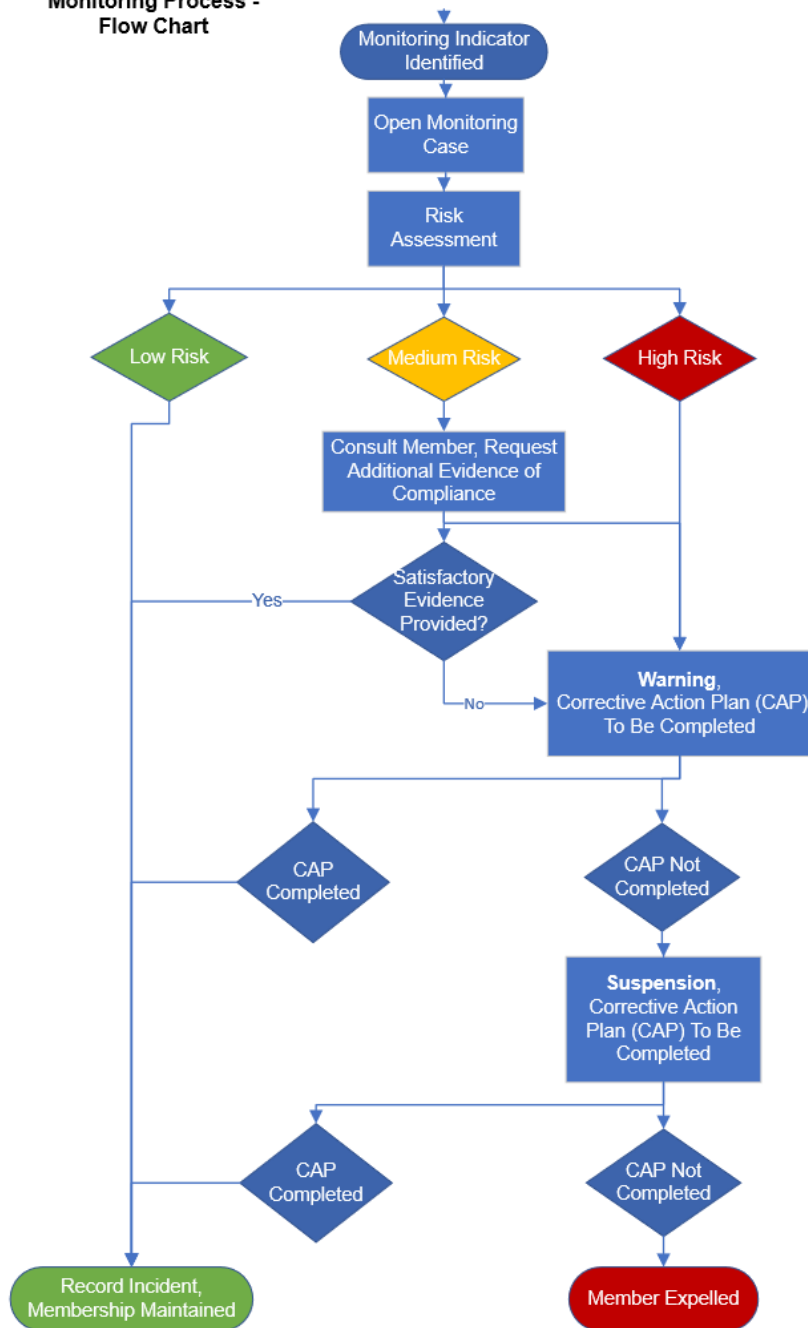 Monitoring Process -
Flow Chart
Monitoring Indicator
Identified
Open Monitoring
Case
Risk
Assessment
Low Risk
Medium Risk
High Risk
Consult Member, Request
Additional Evidence of
Compliance
Satisfactory
Evidence
Provided?
Yes
No
Warning,
Corrective Action Plan (CAP)
To Be Completed
CAP
Completed
CAP Not
Completed
Suspension,
Corrective Action
Plan (CAP) To Be
Completed
CAP
Completed
CAP Not
Completed
Record Incident,
Membership Maintained
Member Expelled